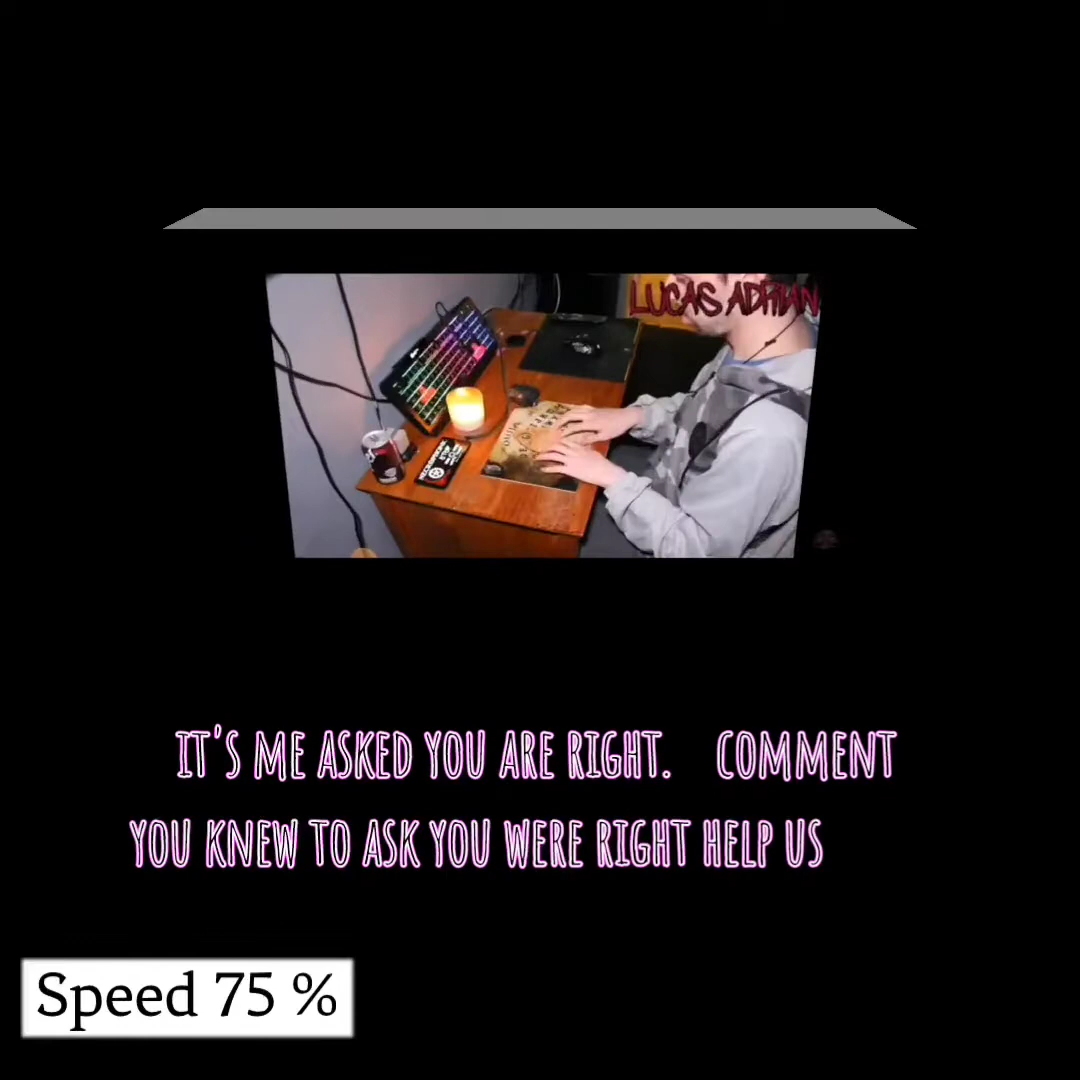 LUCAS ADRIAN
IT'S ME ASKED YOU ARE RIGHT. COMMENT
YOU KNEW TO ASK YOU WERE RIGHT HELP US
Speed 75 %